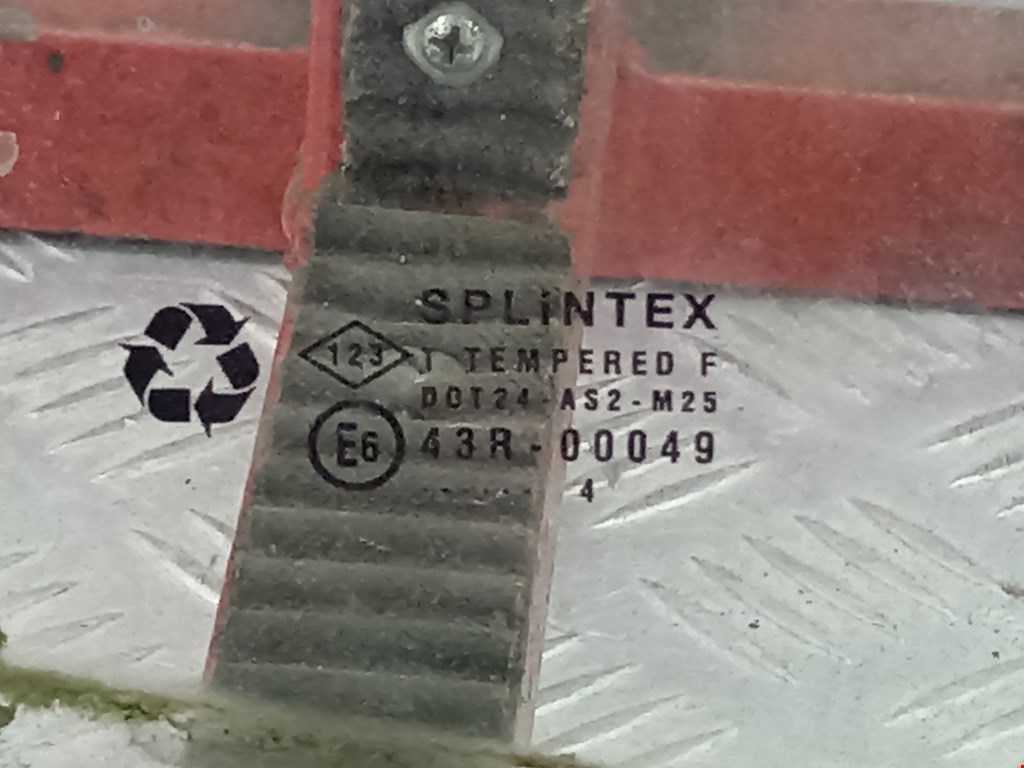 SPLiNTEX
123 T TEMPERED F
DOT24-AS2-M25
E6 43R-00049
....... 4